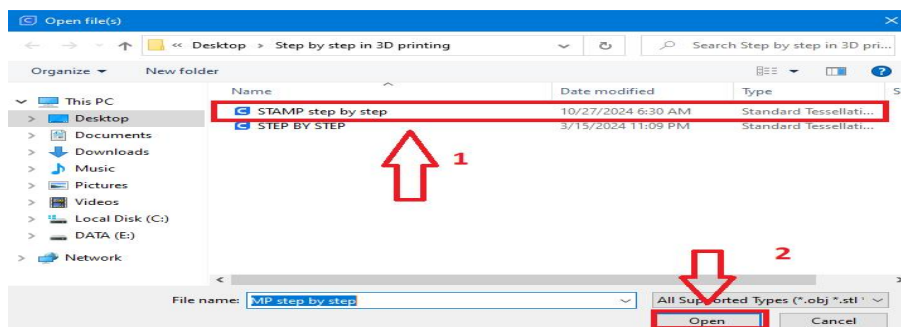 Open file(s)
« Desktop > Step by step in 3D printing
Search Step by step in 3D pri...
Organize
New folder
Name
Date modified
Type
S
This PC
STAMP step by step
10/27/2024 6:30 AM
Standard Tessellati...
Desktop
STEP BY STEP
3/15/2024 11:09 PM
Standard Tessellati...
Documents
Downloads
1
Music
Pictures
Videos
Local Disk (C:)
DATA (E:)
Network
2
File name:
MP step by step
All Supported Types (*.obj *.stl
Open
Cancel